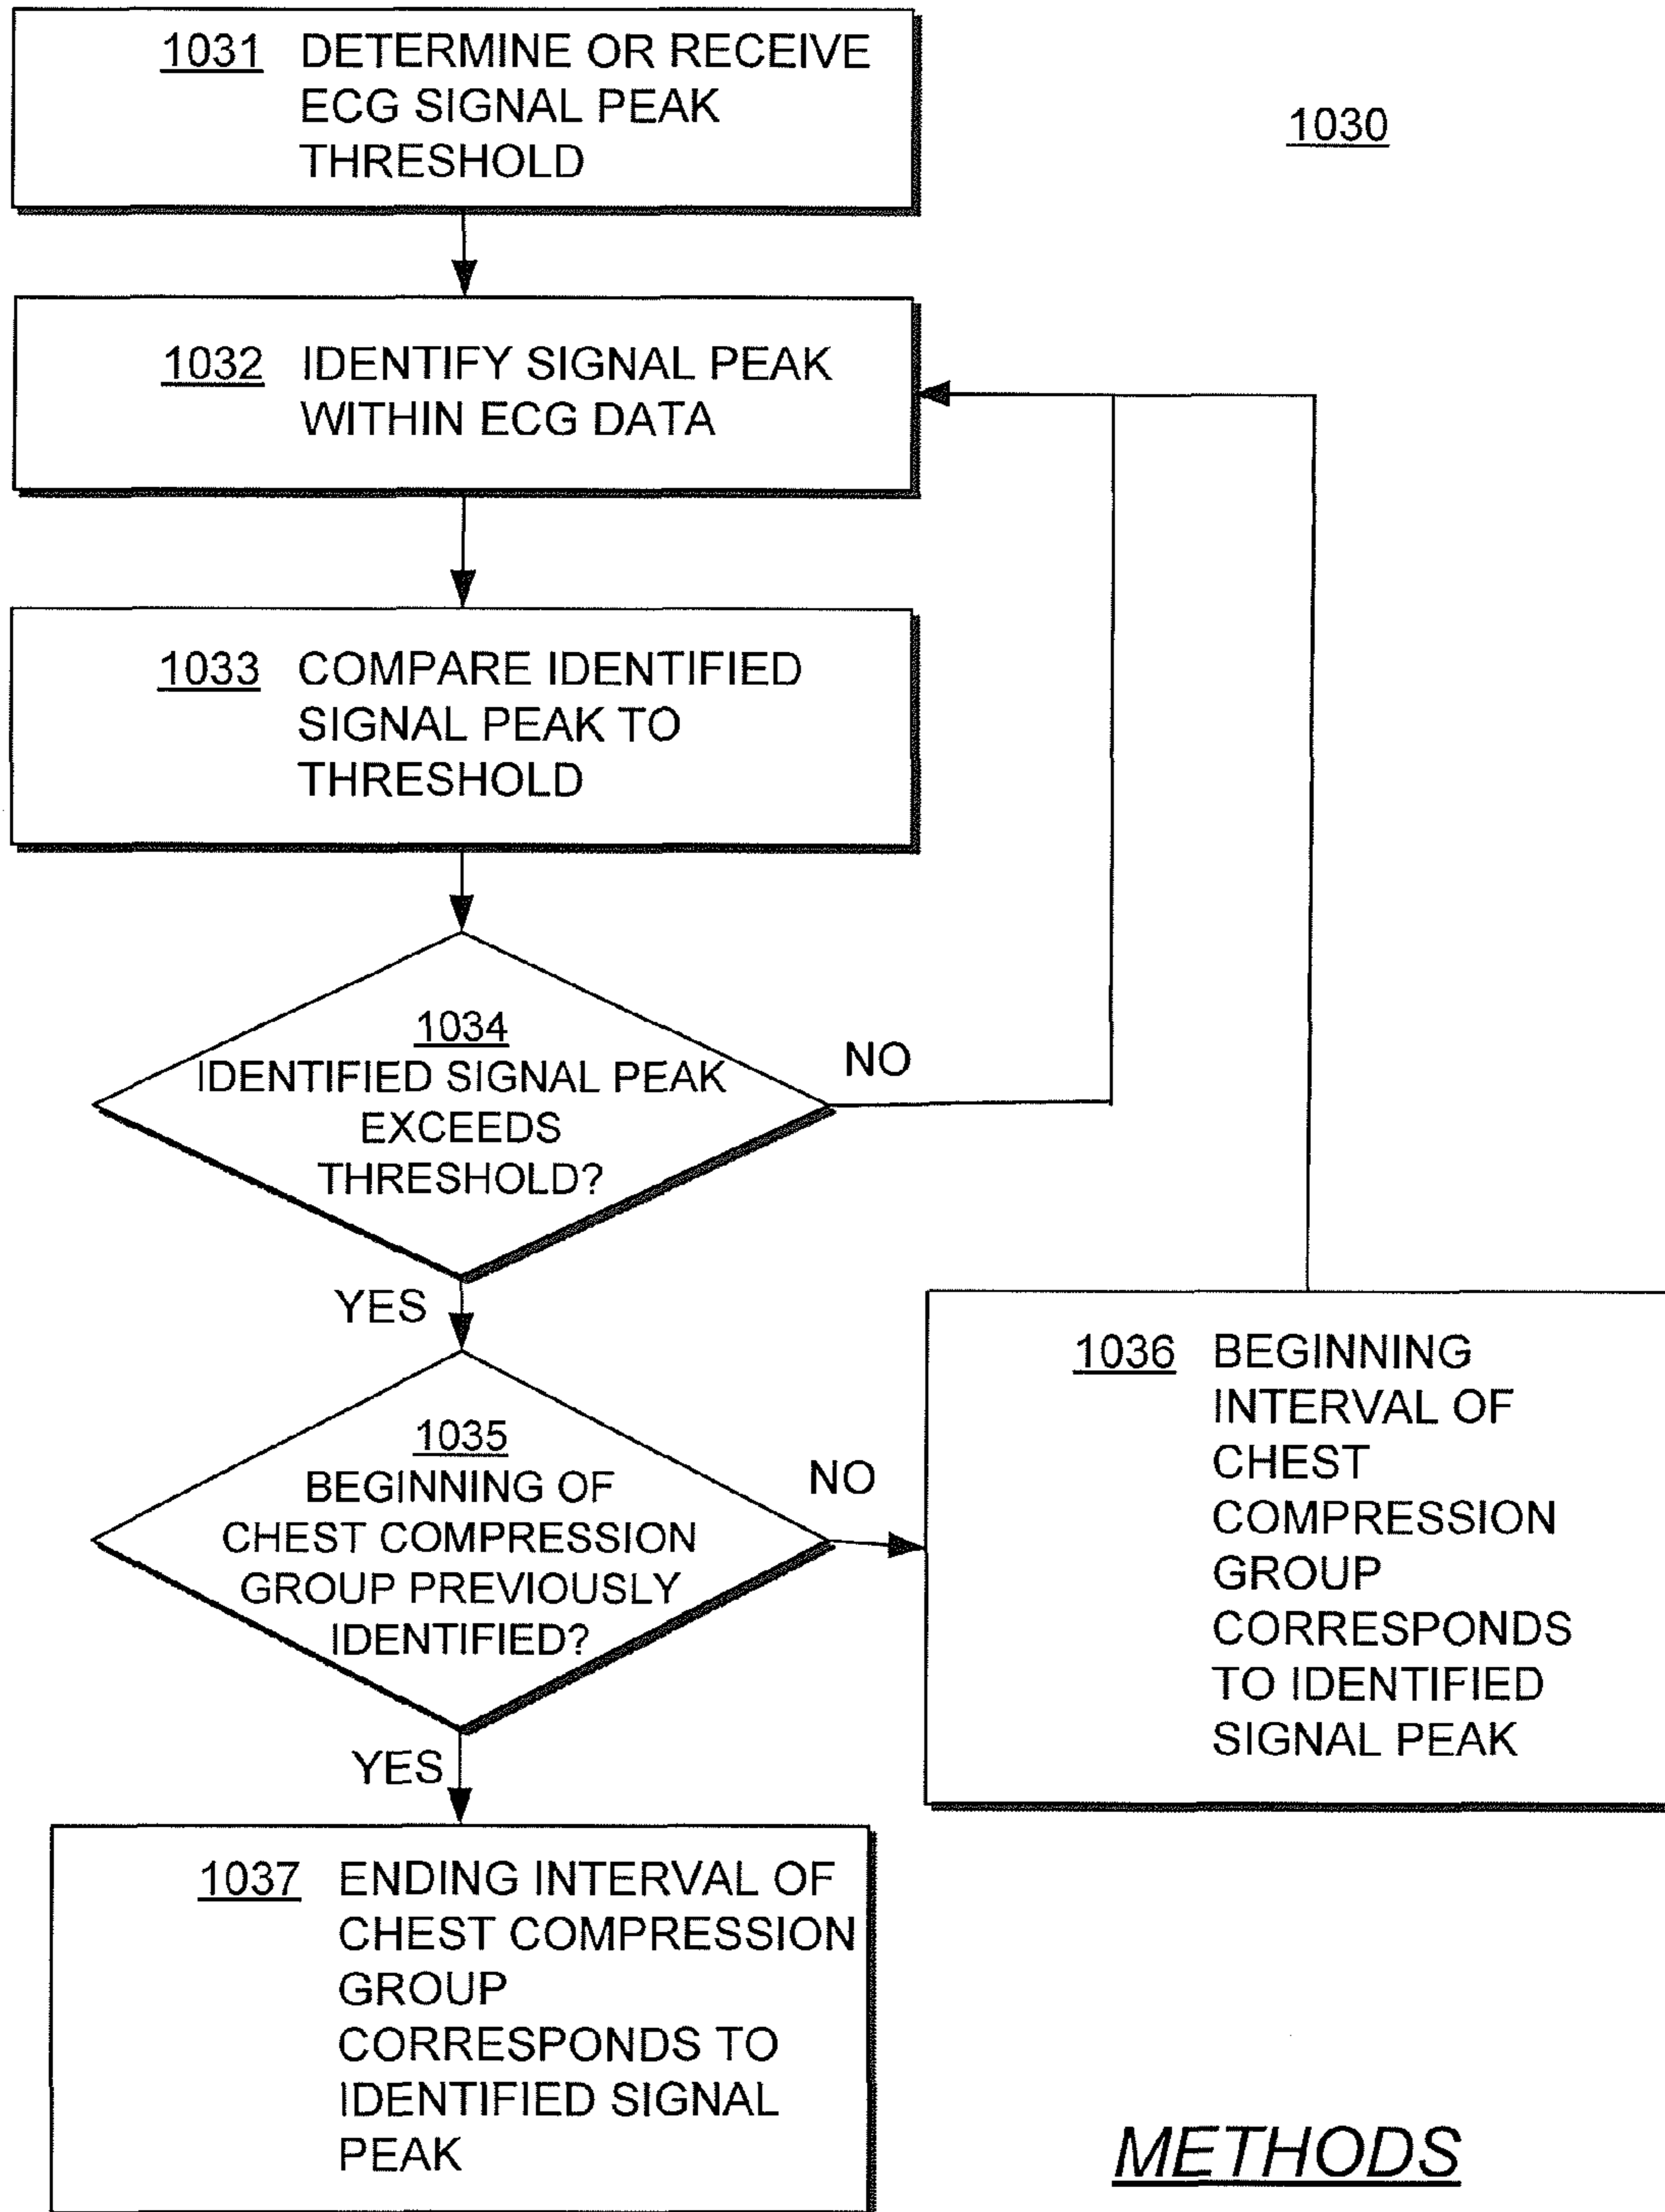 1031 DETERMINE OR RECEIVE
ECG SIGNAL PEAK
THRESHOLD
1030
1032 IDENTIFY SIGNAL PEAK
WITHIN ECG DATA
1033 COMPARE IDENTIFIED
SIGNAL PEAK TO
THRESHOLD
1034
IDENTIFIED SIGNAL PEAK
EXCEEDS
THRESHOLD?
NO
YES
1035
BEGINNING OF
CHEST COMPRESSION
GROUP PREVIOUSLY
IDENTIFIED?
NO
1036 BEGINNING
INTERVAL OF
CHEST
COMPRESSION
GROUP
CORRESPONDS
TO IDENTIFIED
SIGNAL PEAK
YES
1037 ENDING INTERVAL OF
CHEST COMPRESSION
GROUP
CORRESPONDS TO
IDENTIFIED SIGNAL
PEAK
METHODS